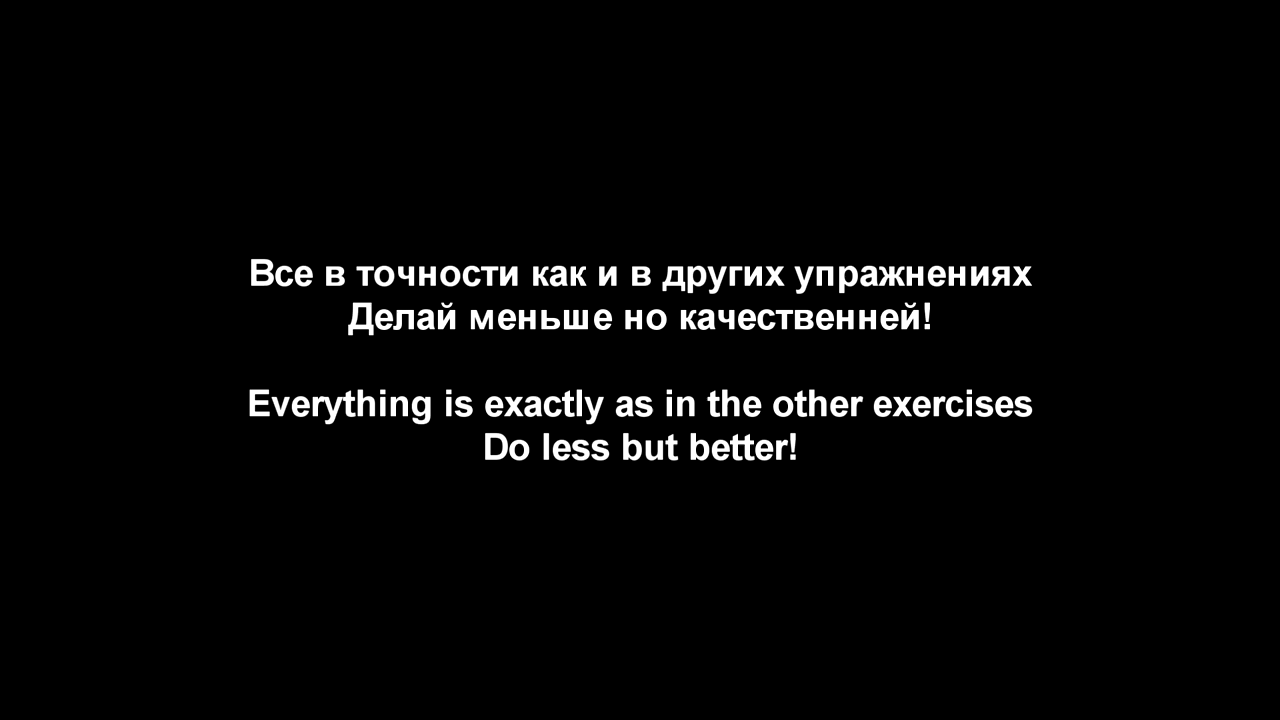 Все в точности как и в других упражнениях
Делай меньше но качественней!
Everything is exactly as in the other exercises
Do less but better!